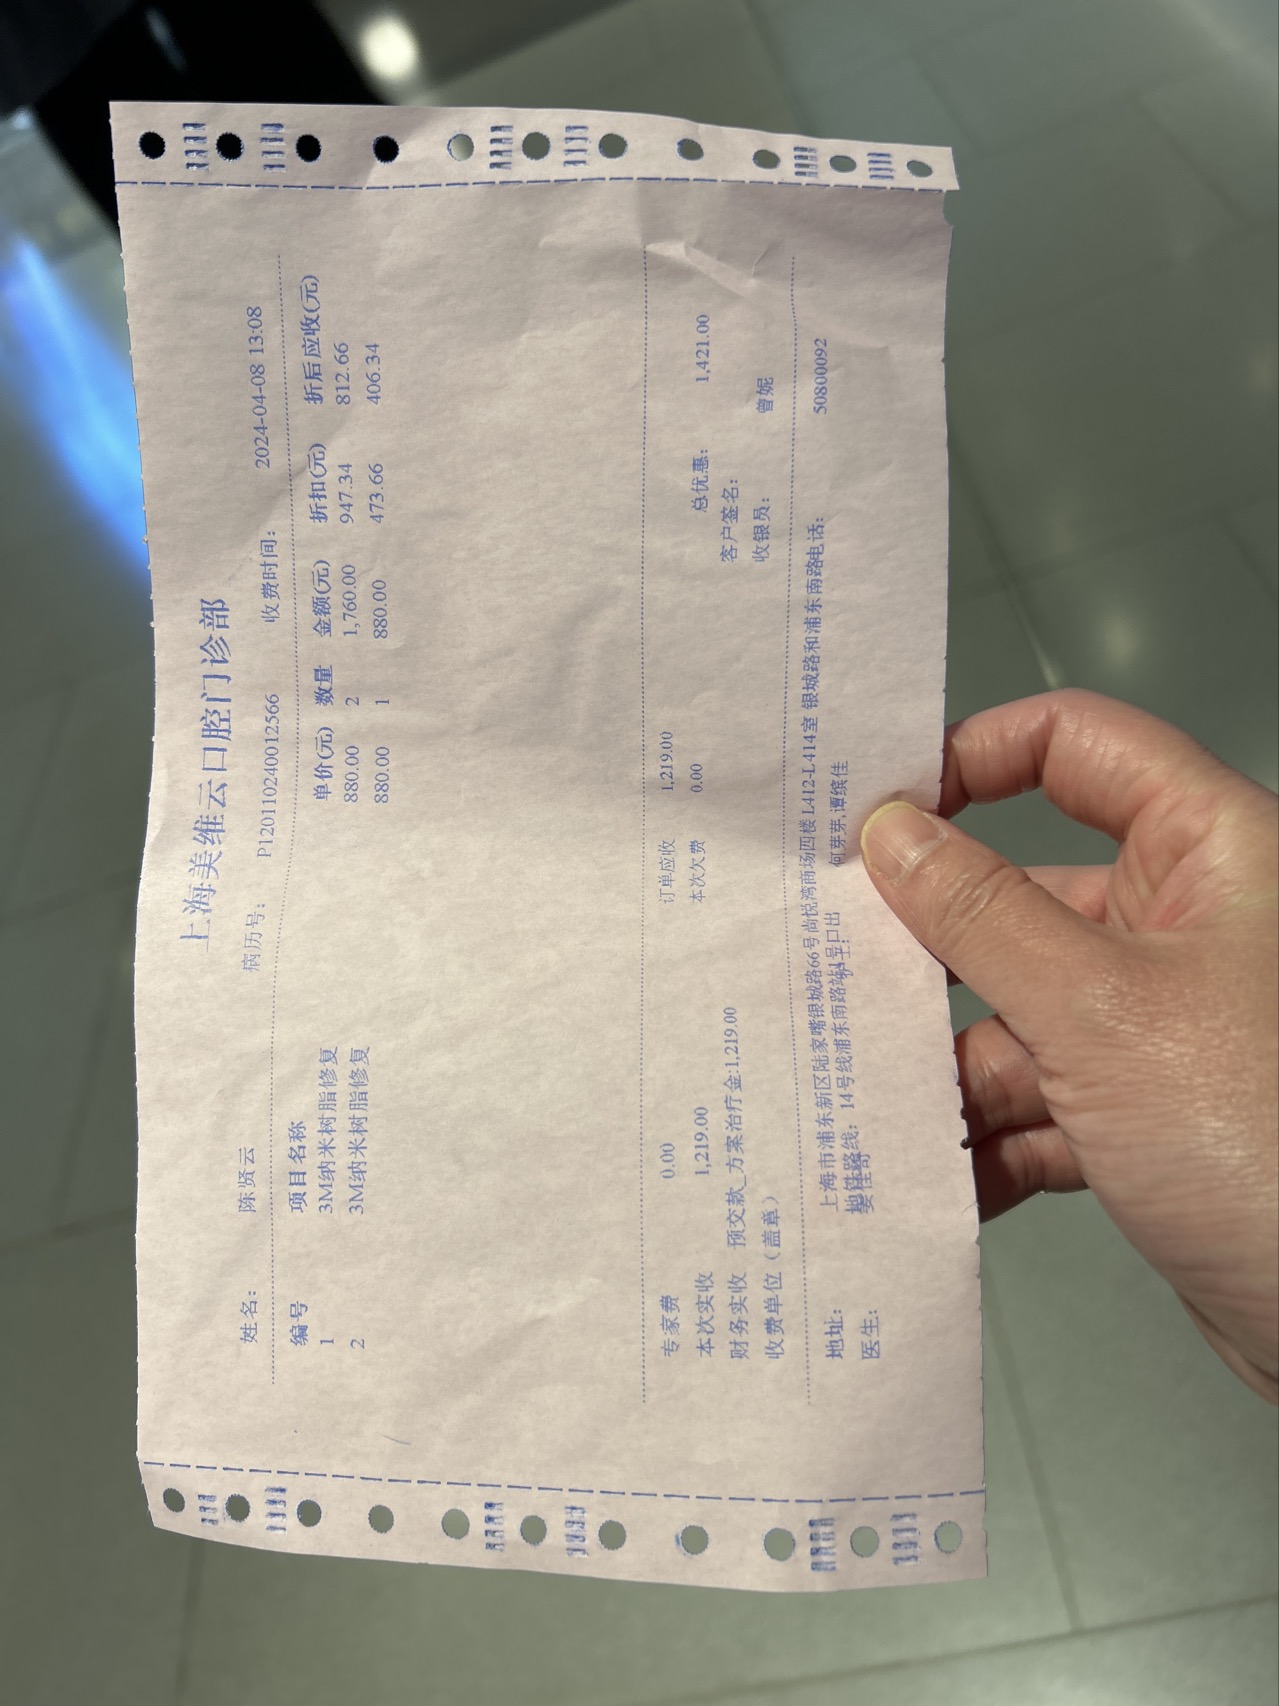 上海美维云口腔门诊部
姓名: 陈贤云 病历号: P120110240012566 收费时间: 2024-04-08 13:08
编号 项目名称 单价(元) 数量 金额(元) 折扣(元) 折后应收(元)
1 3M纳米树脂修复 880.00 2 1,760.00 947.34 812.66
2 3M纳米树脂修复 880.00 1 880.00 473.66 406.34
专家费 0.00 订单应收 1,219.00
本次实收 1,219.00 本次欠费 0.00 总优惠: 1,421.00
财务实收 预交款_方案治疗金:1,219.00 客户签名:
收费单位(盖章) 收银员: 曾妮
地址: 上海市浦东新区陆家嘴银城路66号尚悦湾商场四楼L412-L414室 银城路和浦东南路电话: 50800092
地铁路线: 14号线浦东南路站1号口出
医生: 何芽芽,谭缤佳